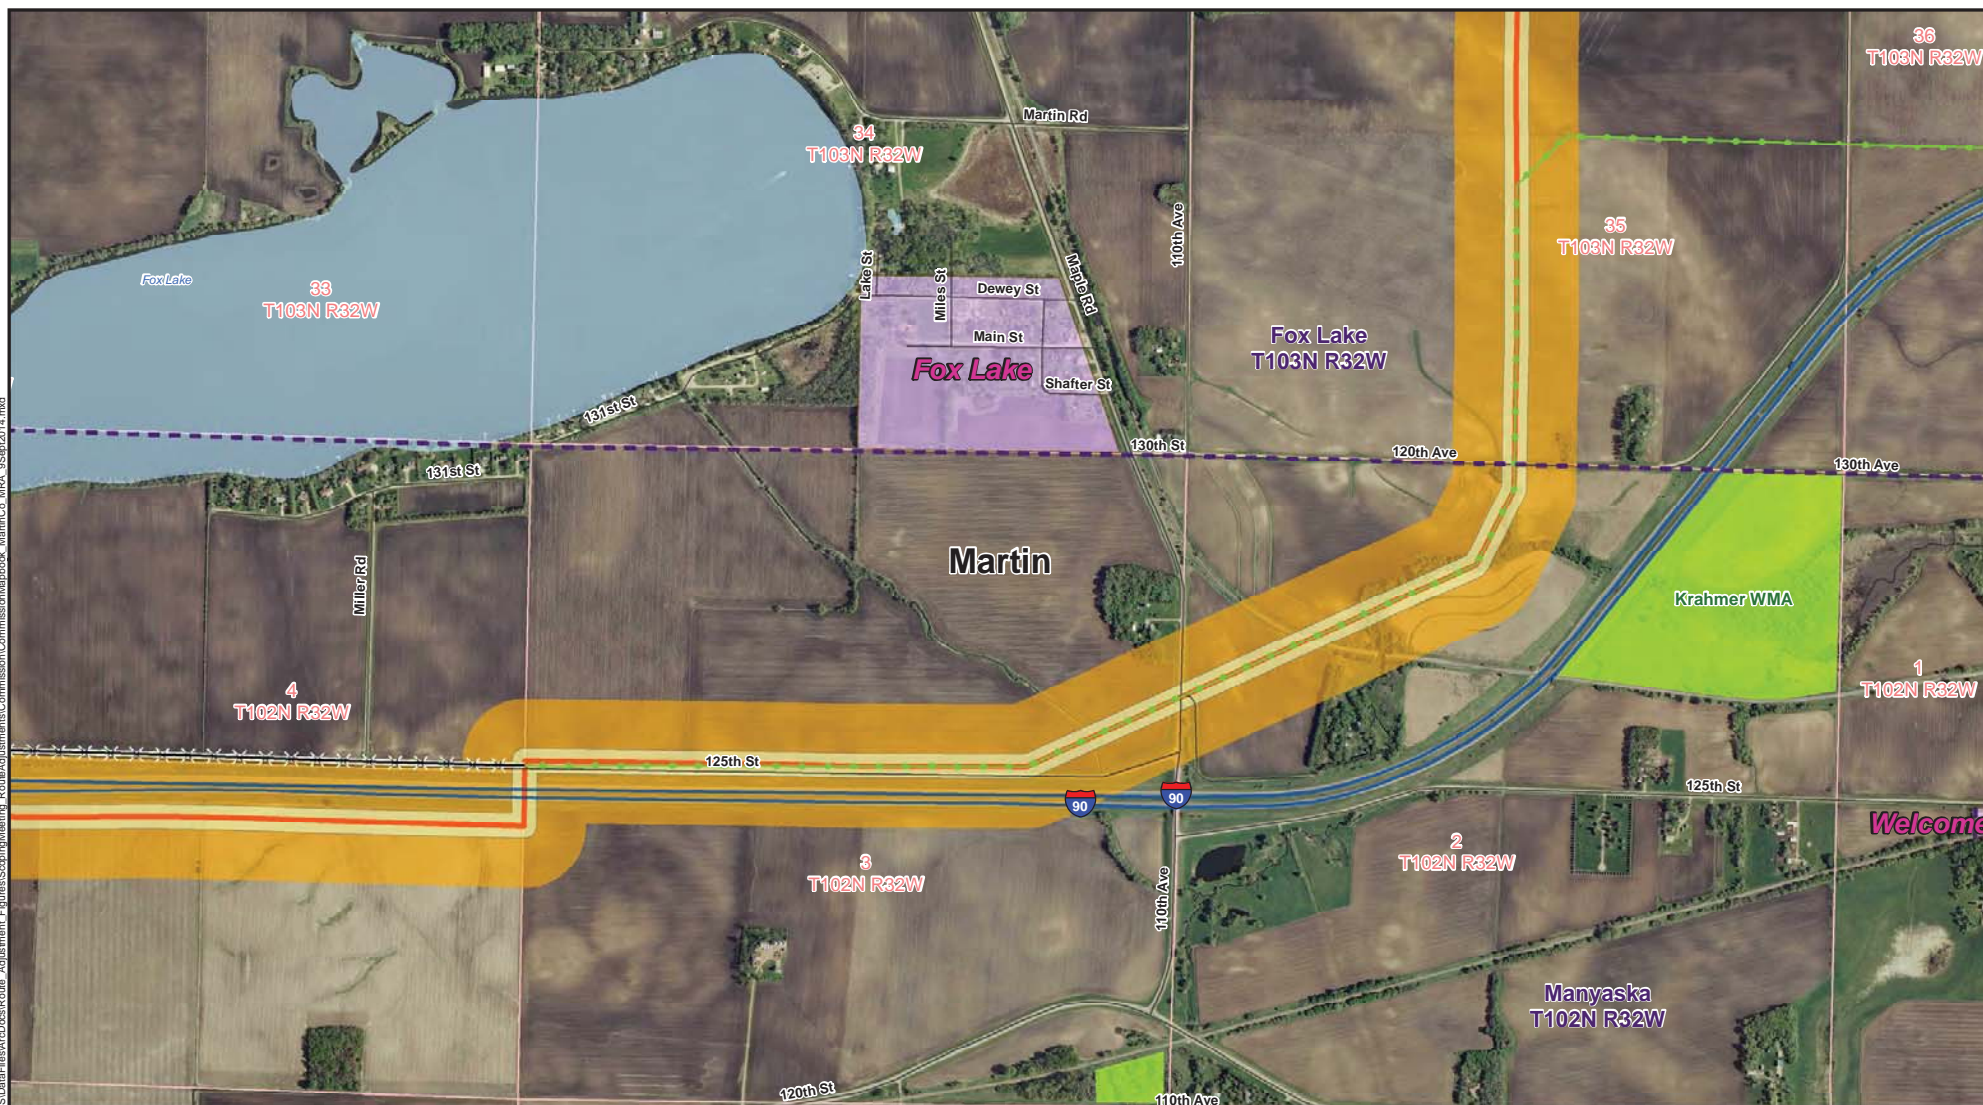 36
T103N R32W
Martin Rd
34
T103N R32W
110th Ave
35
T103N R32W
Fox Lake
33
T103N R32W
Lake St
Miles St
Dewey St
Maple Rd
Main St
Fox Lake
T103N R32W
Fox Lake
Shafter St
131st St
130th St
120th Ave
130th Ave
131st St
Martin
Miller Rd
Krahmer WMA
4
T102N R32W
1
T102N R32W
125th St
90
90
125th St
Welcome
2
T102N R32W
3
T102N R32W
110th Ave
Manyaska
T102N R32W
120th St
110th Ave